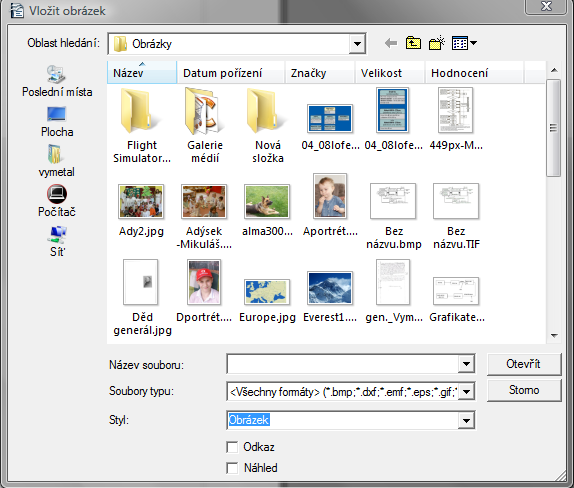 Vložit obrázek
Oblast hledání:
Obrázky
Poslední místa
Plocha
vymetal
Počítač
Síť
Název
Datum pořízení
Značky
Velikost
Hodnocení
Flight
Simulator...
Galerie
médií
Nová
složka
04_08lofe...
04_08lofe...
449px-M...
Ady2.jpg
Adýsek
-Mikuláš....
alma300...
Aportrét....
Bez
názvu.bmp
Bez
názvu.TIF
Děd
generál.jpg
Dportrét....
Europe.jpg
Everest1....
gen._Vym...
Grafikate...
Název souboru:
Otevřít
Soubory typu:
<Všechny formáty> (*.bmp;*.dxf;*.emf;*.eps;*.gif;*
Storno
Styl:
Obrázek
Odkaz
Náhled